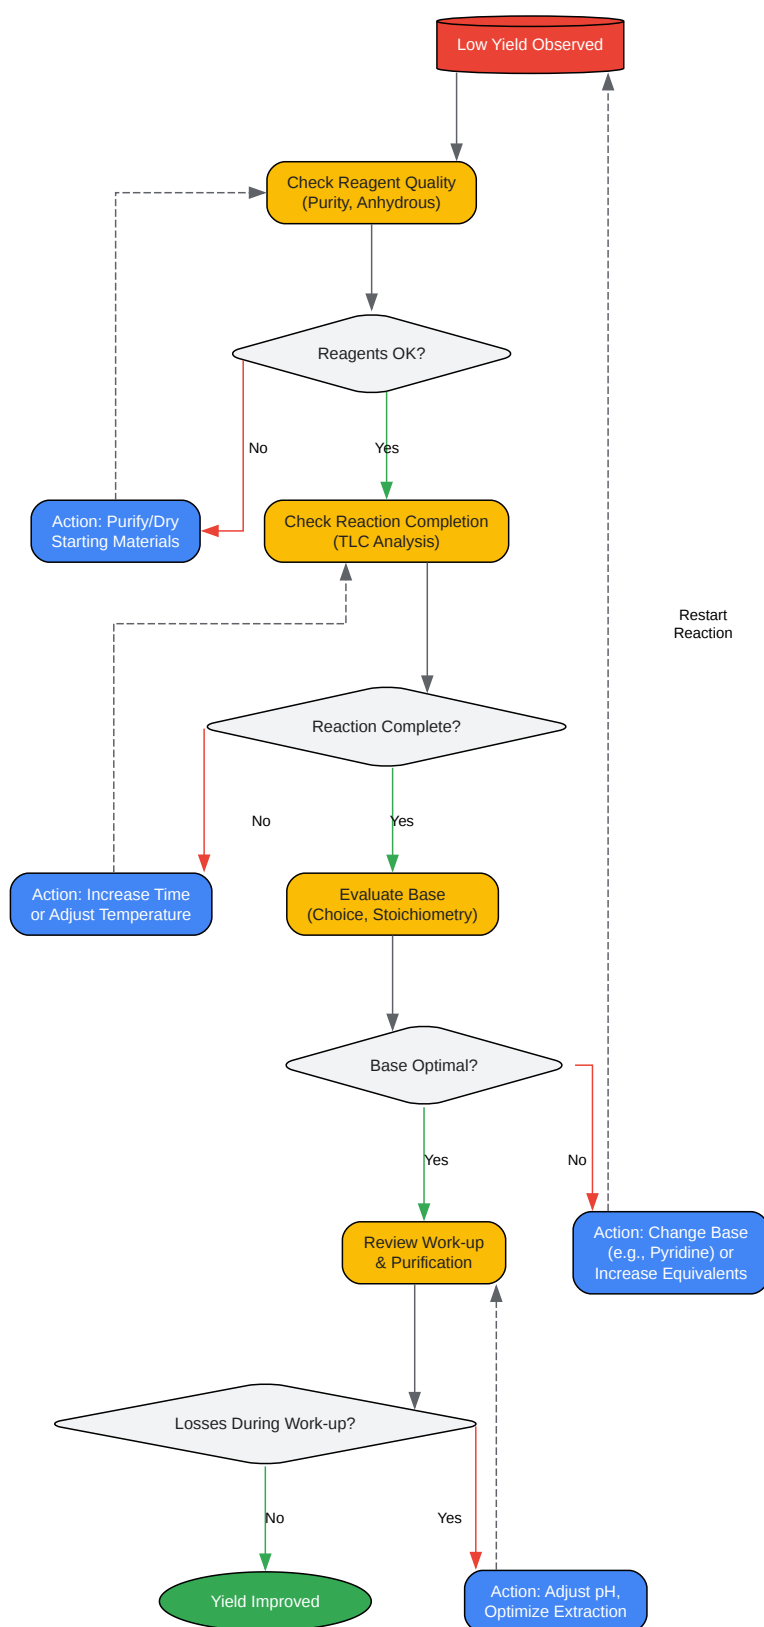 Low Yield Observed
Check Reagent Quality
(Purity, Anhydrous)
Reagents OK?
No
Yes
Action: Purify/Dry
Starting Materials
Check Reaction Completion
(TLC Analysis)
Restart
Reaction
Reaction Complete?
No
Yes
Action: Increase Time
or Adjust Temperature
Evaluate Base
(Choice, Stoichiometry)
Base Optimal?
Yes
No
Review Work-up
& Purification
Action: Change Base
(e.g., Pyridine) or
Increase Equivalents
Losses During Work-up?
No
Yes
Yield Improved
Action: Adjust pH,
Optimize Extraction